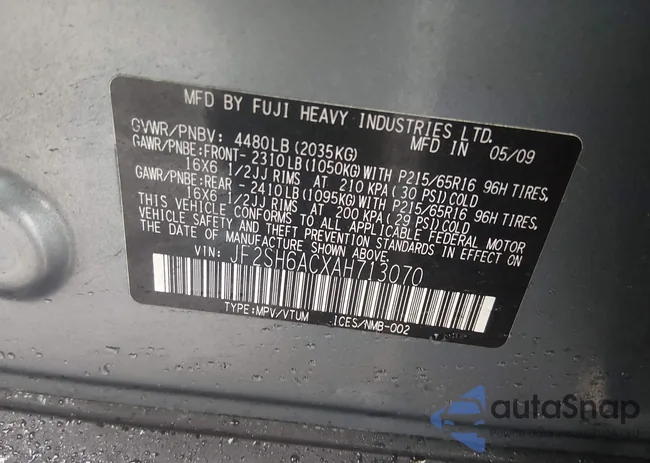 MFD BY FUJI HEAVY INDUSTRIES LTD.
GVWR/PNBV: 4480LB(2035KG) MFD IN 05/09
GAWR/PNBE:FRONT-2310LB(1050KG)WITH P215/65R16 96H TIRES,
16X6 1/2JJ RIMS AT 210 KPA(30 PSI)COLD
GAWR/PNBE:REAR -2410LB(1095KG)WITH P215/65R16 96H TIRES,
16X6 1/2JJ RIMS AT 200 KPA(29 PSI)COLD
THIS VEHICLE CONFORMS TO ALL APPLICABLE FEDERAL MOTOR
VEHICLE SAFETY AND THEFT PREVENTION STANDARDS IN EFFECT ON
THE DATE OF MANUFACTURE SHOWN ABOVE.
VIN: JF2SH6ACXAH713070
TYPE:MPV/VTUM ICES/NMB-002
autoSnap